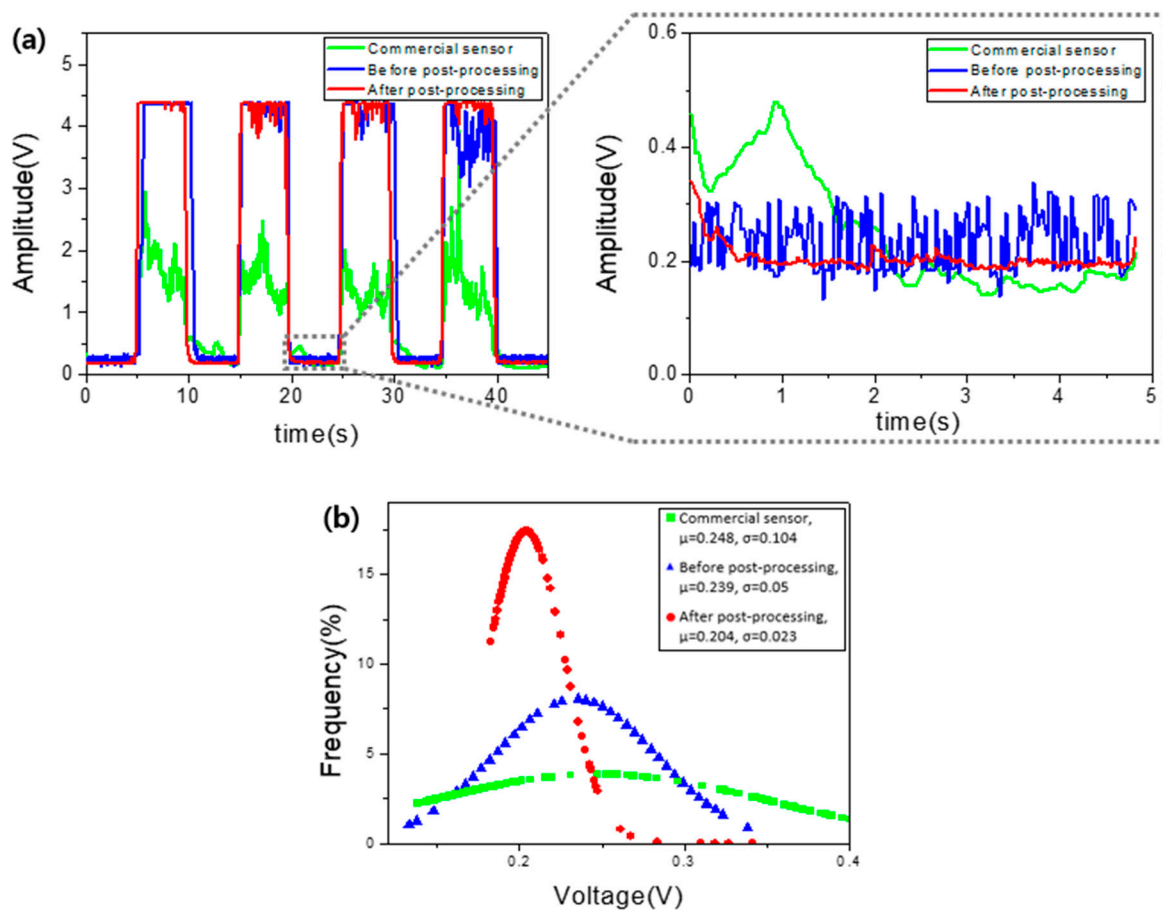 (a)
5
4
3
2
1
0
0 10 20 30 40
Amplitude(V)
time(s)
Commercial sensor
Before post-processing
After post-processing
0.6
0.4
0.2
0.0
0 1 2 3 4 5
Amplitude(V)
time(s)
Commercial sensor
Before post-processing
After post-processing
(b)
15
10
5
0
0.2 0.3 0.4
Frequency(%)
Voltage(V)
Commercial sensor,
μ=0.248, σ=0.104
Before post-processing,
μ=0.239, σ=0.05
After post-processing,
μ=0.204, σ=0.023